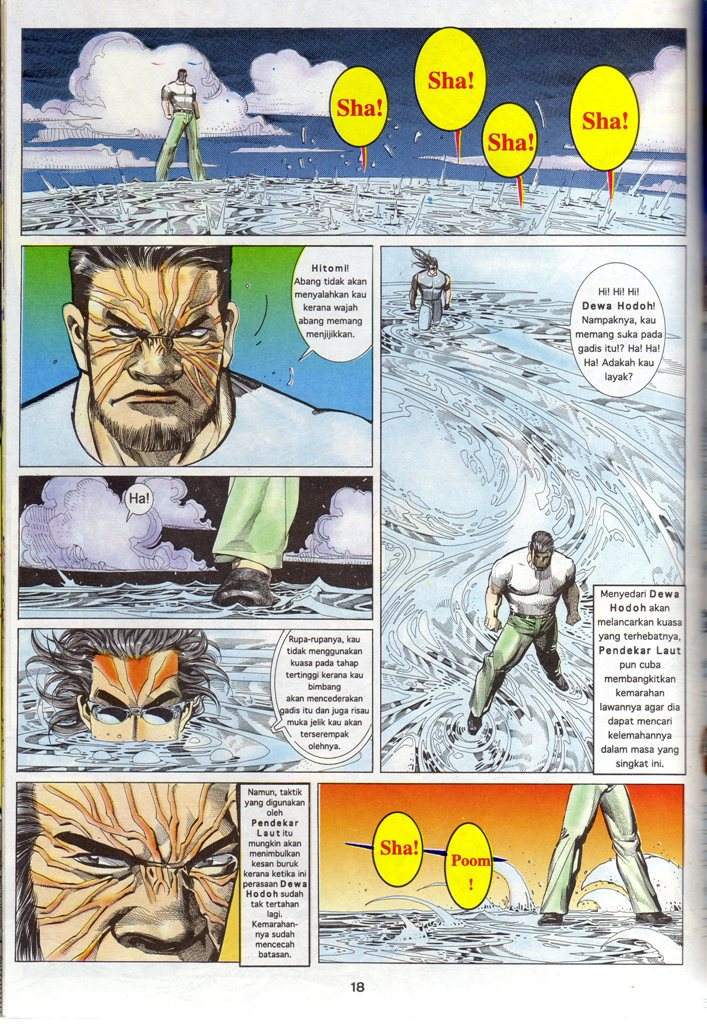 Sha!
Sha!
Sha!
Sha!
Hitomi!
Abang tidak akan
menyalahkan kau
kerana wajah
abang memang
menjijikkan.
Hi! Hi! Hi!
Dewa Hodoh!
Nampaknya, kau
memang suka pada
gadis itu!? Ha! Ha!
Ha! Adakah kau
layak?
Ha!
Rupa-rupanya, kau
tidak menggunakan
kuasa pada tahap
tertinggi kerana kau
bimbang
akan mencederakan
gadis itu dan juga risau
muka jelik kau akan
terserempak
olehnya.
Menyedari Dewa
Hodoh akan
melancarkan kuasa
yang terhebatnya,
Pendekar Laut
pun cuba
membangkitkan
kemarahan
lawannya agar dia
dapat mencari
kelemahannya
dalam masa yang
singkat ini.
Namun, taktik
yang digunakan
oleh
Pendekar
Laut itu
mungkin akan
menimbulkan
kesan buruk
kerana ketika ini
perasaan Dewa
Hodoh sudah
tak tertahan
lagi.
Kemarahan-
nya sudah
mencecah
batasan.
Sha!
Poom
!
18